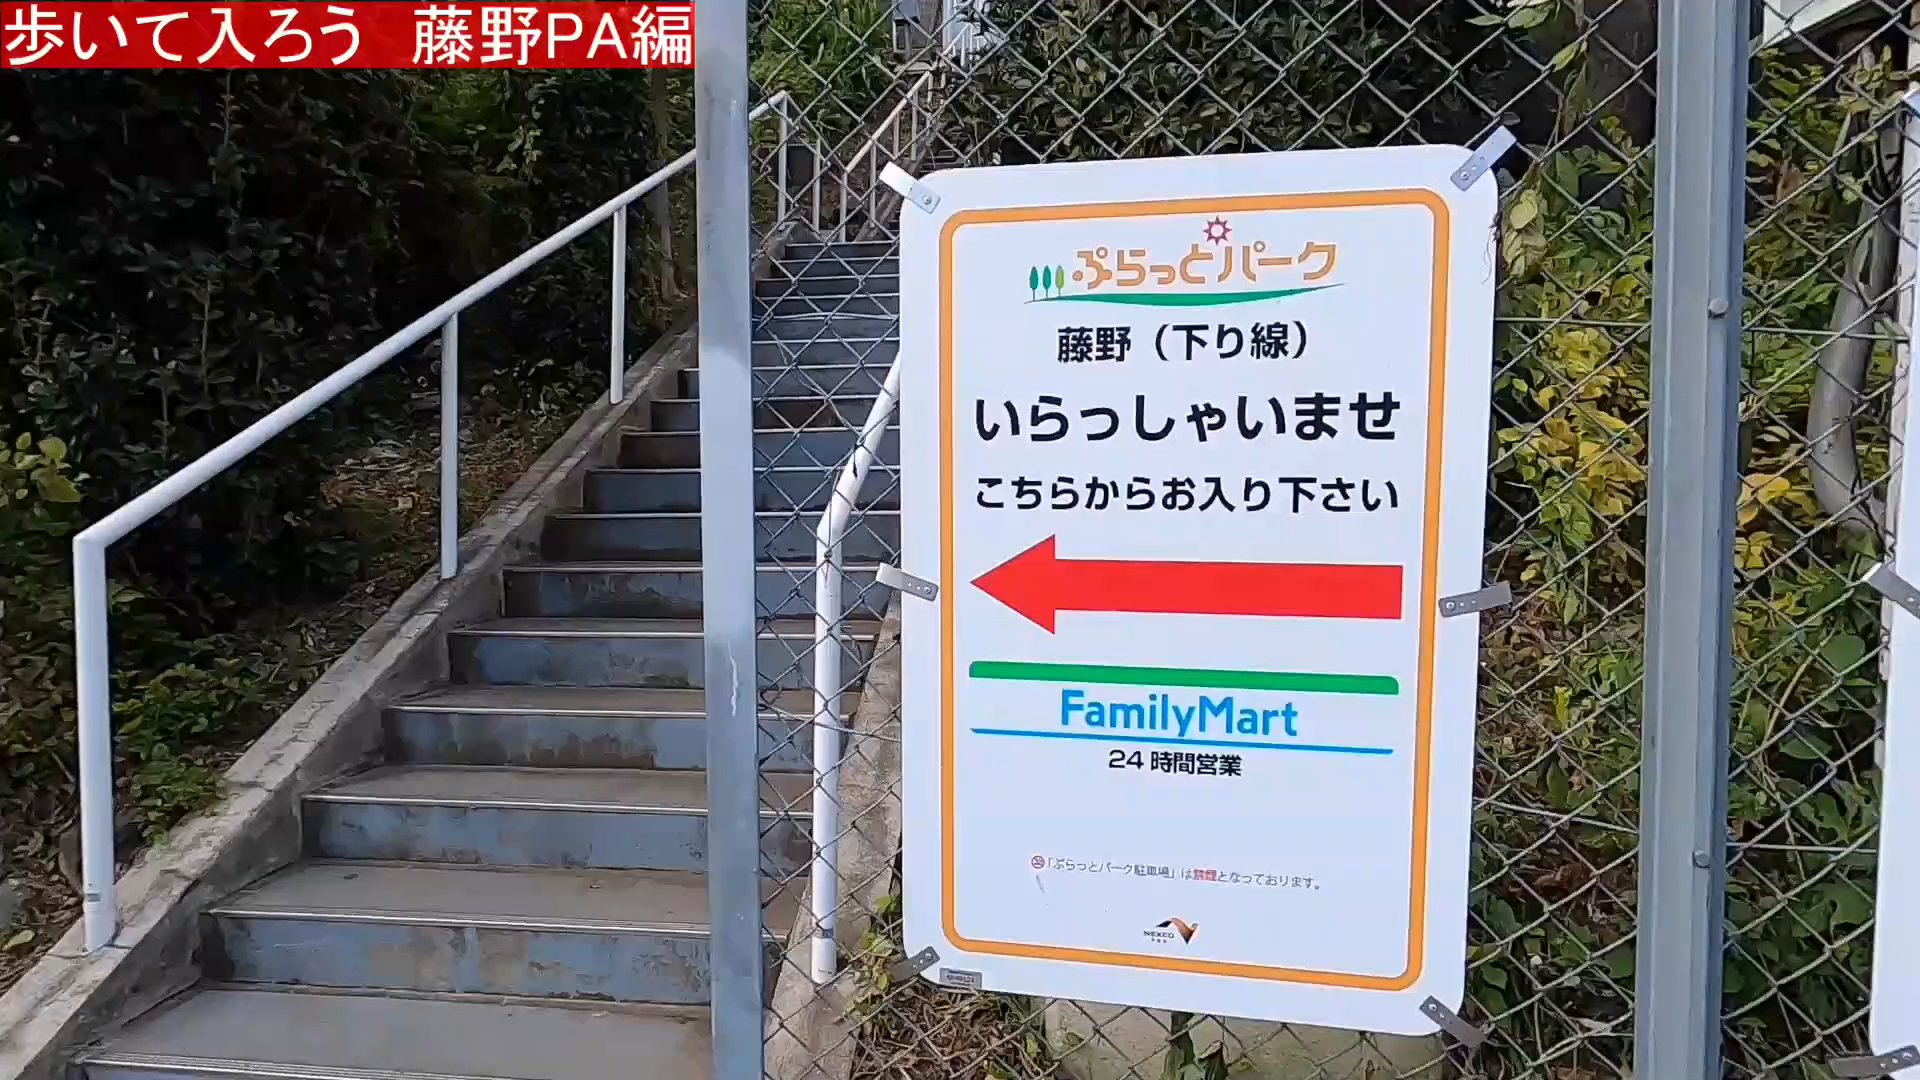 歩いて入ろう　藤野PA編
ぷらっとパーク
藤野（下り線）
いらっしゃいませ
こちらからお入り下さい
FamilyMart
24時間営業
「ぷらっとパーク駐車場」は禁煙となっております。
NEXCO